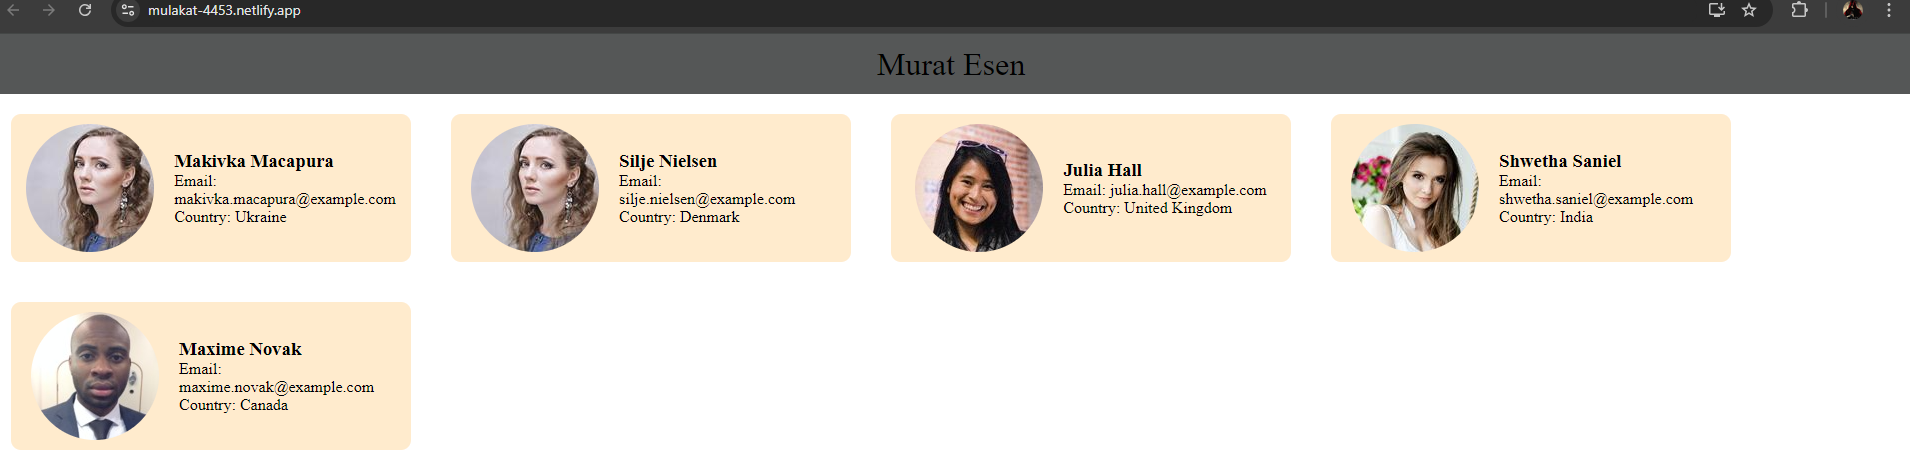 mulakat-4453.netlify.app
Murat Esen
Makivka Macapura
Email:
makivka.macapura@example.com
Country: Ukraine
Silje Nielsen
Email:
silje.nielsen@example.com
Country: Denmark
Julia Hall
Email: julia.hall@example.com
Country: United Kingdom
Shwetha Saniel
Email:
shwetha.saniel@example.com
Country: India
Maxime Novak
Email:
maxime.novak@example.com
Country: Canada